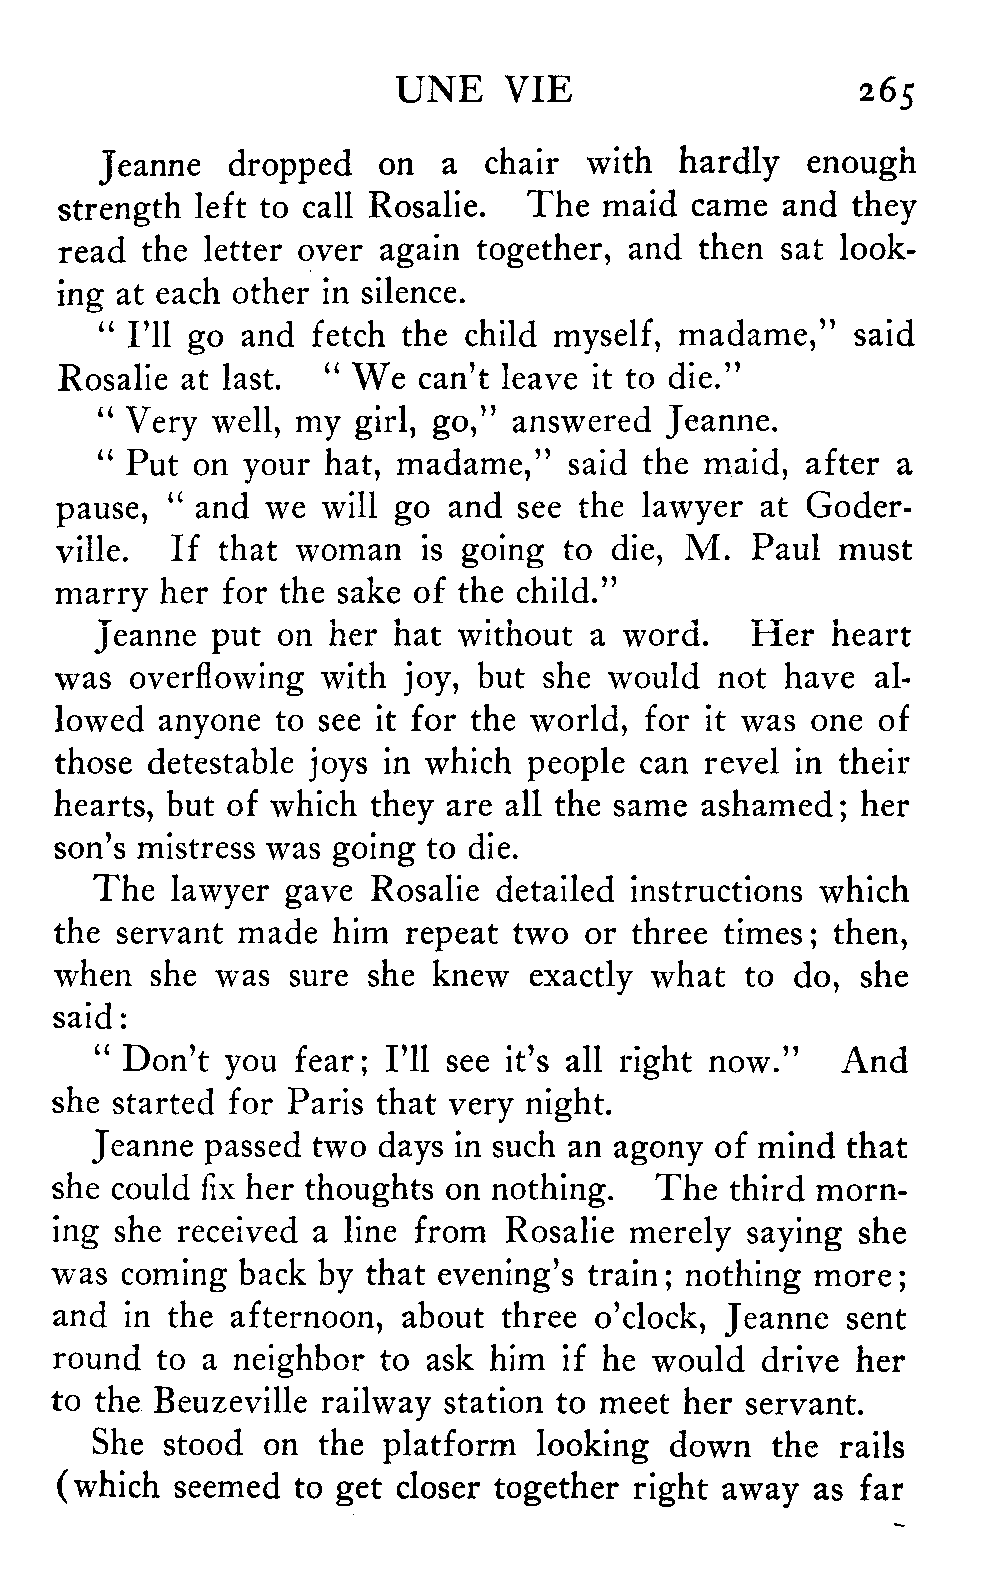 UNE VIE 265
Jeanne dropped on a chair with hardly enough
strength left to call Rosalie. The maid came and they
read the letter over again together, and then sat look-
ing at each other in silence.
" I'll go and fetch the child myself, madame," said
Rosalie at last. " We can't leave it to die."
" Very well, my girl, go," answered Jeanne.
" Put on your hat, madame," said the maid, after a
pause, " and we will go and see the lawyer at Goder-
ville. If that woman is going to die, M. Paul must
marry her for the sake of the child."
Jeanne put on her hat without a word. Her heart
was overflowing with joy, but she would not have al-
lowed anyone to see it for the world, for it was one of
those detestable joys in which people can revel in their
hearts, but of which they are all the same ashamed; her
son's mistress was going to die.
The lawyer gave Rosalie detailed instructions which
the servant made him repeat two or three times; then,
when she was sure she knew exactly what to do, she
said:
" Don't you fear; I'll see it's all right now." And
she started for Paris that very night.
Jeanne passed two days in such an agony of mind that
she could fix her thoughts on nothing. The third morn-
ing she received a line from Rosalie merely saying she
was coming back by that evening's train; nothing more;
and in the afternoon, about three o'clock, Jeanne sent
round to a neighbor to ask him if he would drive her
to the Beuzeville railway station to meet her servant.
She stood on the platform looking down the rails
(which seemed to get closer together right away as far